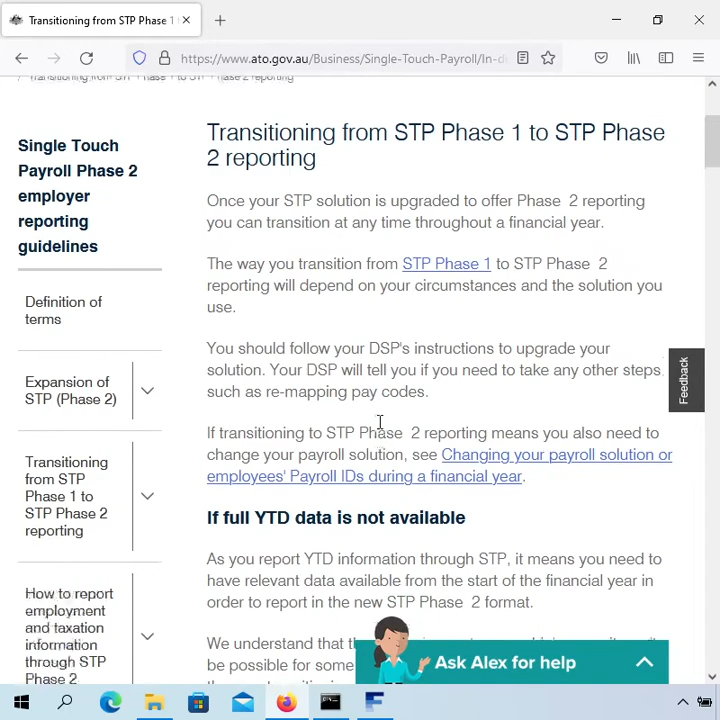 Transitioning from STP Phase 1
https://www.ato.gov.au/Business/Single-Touch-Payroll/In-d
/ Transitioning from STP Phase 1 to STP Phase 2 reporting
Single Touch
Payroll Phase 2
employer
reporting
guidelines
Definition of
terms
Expansion of
STP (Phase 2)
Transitioning
from STP
Phase 1 to
STP Phase 2
reporting
How to report
employment
and taxation
information
through STP
Phase 2
Transitioning from STP Phase 1 to STP Phase
2 reporting
Once your STP solution is upgraded to offer Phase 2 reporting
you can transition at any time throughout a financial year.
The way you transition from STP Phase 1 to STP Phase 2
reporting will depend on your circumstances and the solution you
use.
You should follow your DSP's instructions to upgrade your
solution. Your DSP will tell you if you need to take any other steps
such as re-mapping pay codes.
If transitioning to STP Phase 2 reporting means you also need to
change your payroll solution, see Changing your payroll solution or
employees' Payroll IDs during a financial year.
If full YTD data is not available
As you report YTD information through STP, it means you need to
have relevant data available from the start of the financial year in
order to report in the new STP Phase 2 format.
We understand that
be possible for some
Feedback
Ask Alex for help